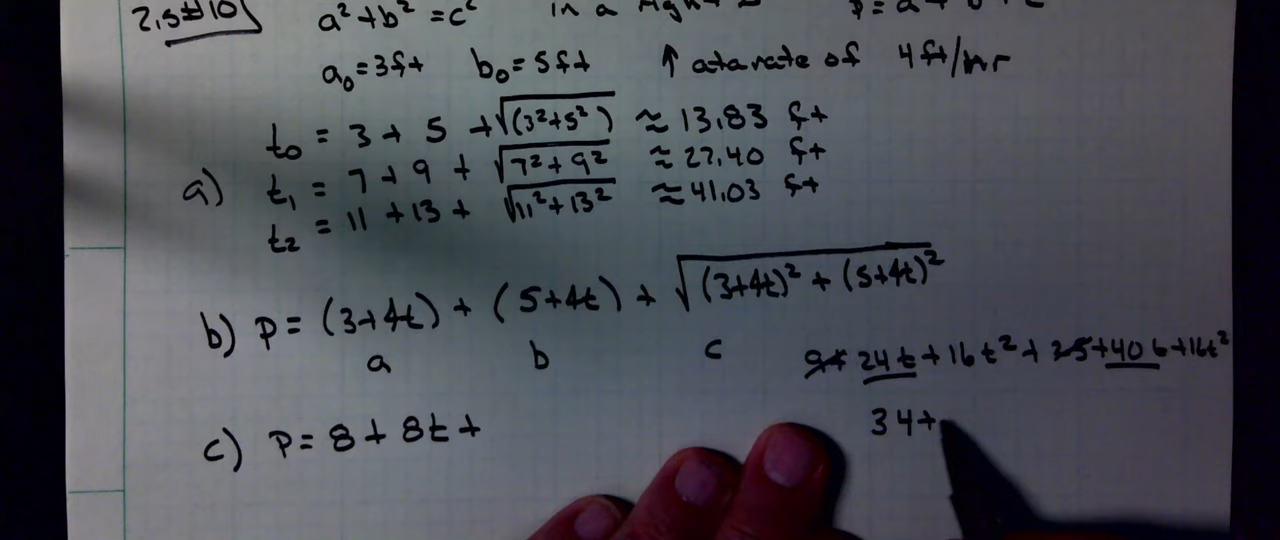 2.5#10 a²+b²=c² in a right P=a+b+c
a₀=3ft b₀=5ft ↑ at a rate of 4ft/hr
t₀ = 3 + 5 +√(3²+5²) ≈ 13.83 ft
a) t₁ = 7 + 9 + √7²+9² ≈ 27.40 ft
t₂ = 11 +13 + √11²+13² ≈ 41.03 ft
b) P= (3+4t) + (5+4t) + √(3+4t)² + (5+4t)²
a b c
9+ 24t+16t²+25+40t+16t²
c) P= 8+ 8t+
34+